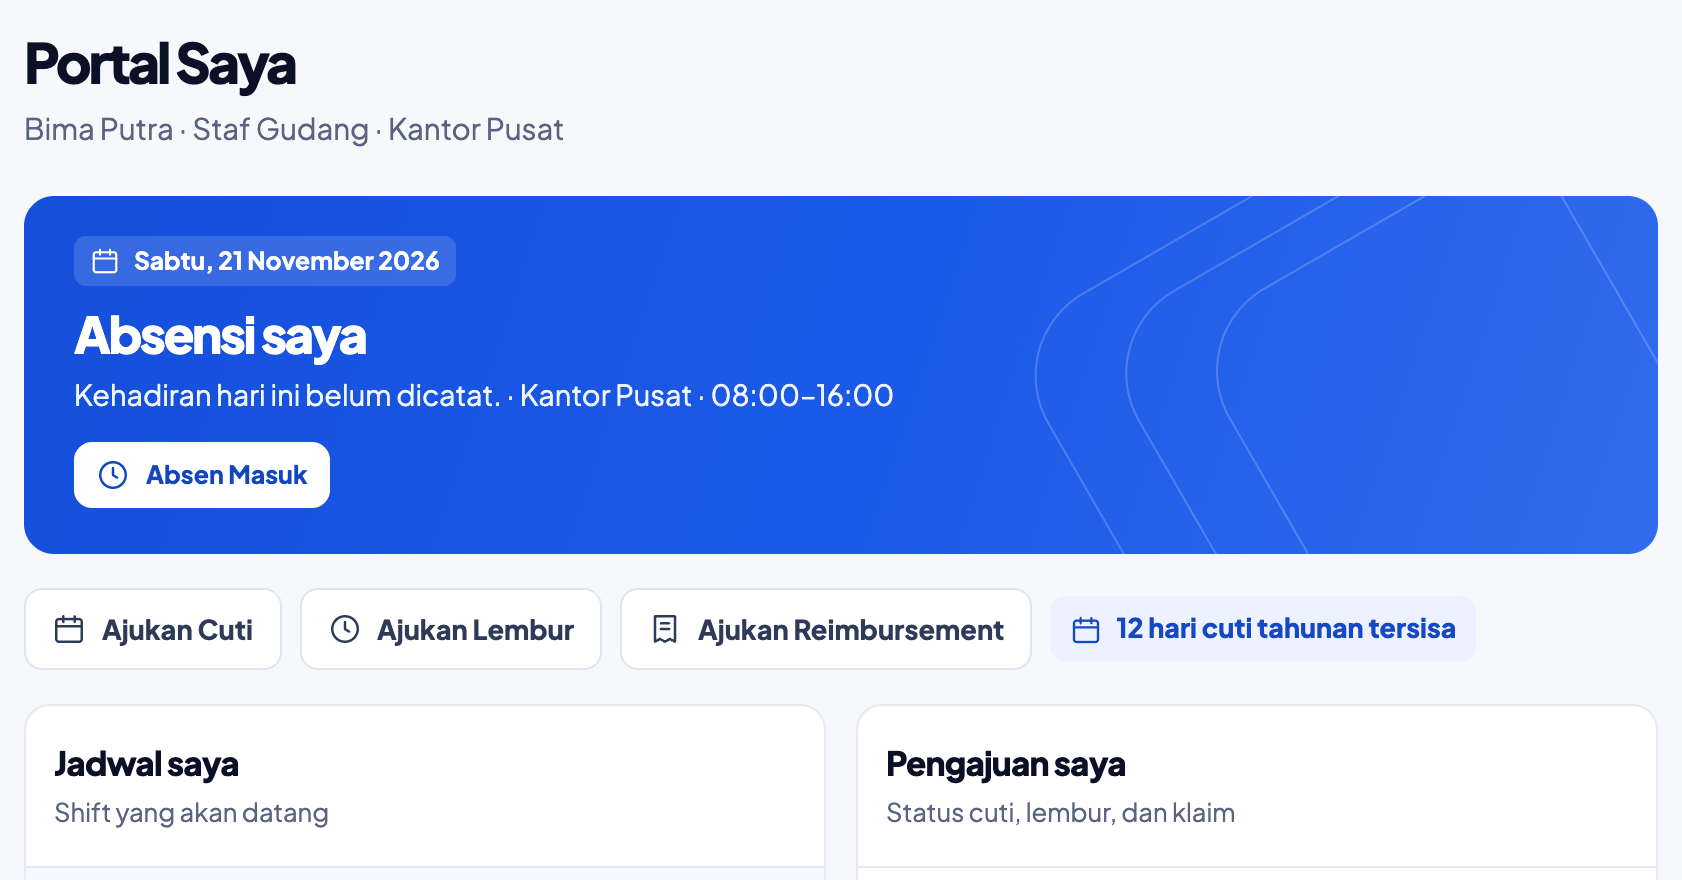 Portal Saya
Bima Putra · Staf Gudang · Kantor Pusat
Sabtu, 21 November 2026
Absensi saya
Kehadiran hari ini belum dicatat. · Kantor Pusat · 08:00–16:00
Absen Masuk
Ajukan Cuti
Ajukan Lembur
Ajukan Reimbursement
12 hari cuti tahunan tersisa
Jadwal saya
Shift yang akan datang
Pengajuan saya
Status cuti, lembur, dan klaim